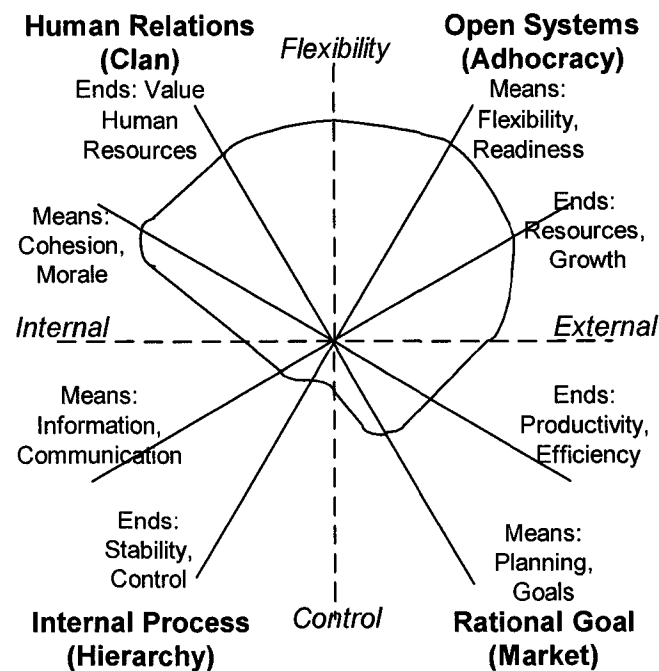 Human Relations
(Clan)
Flexibility
Open Systems
(Adhocracy)
Ends: Value
Human
Resources
Means:
Flexibility,
Readiness
Means:
Cohesion,
Morale
Ends:
Resources,
Growth
Internal
External
Means:
Information,
Communication
Ends:
Productivity,
Efficiency
Ends:
Stability,
Control
Means:
Planning,
Goals
Internal Process
(Hierarchy)
Control
Rational Goal
(Market)